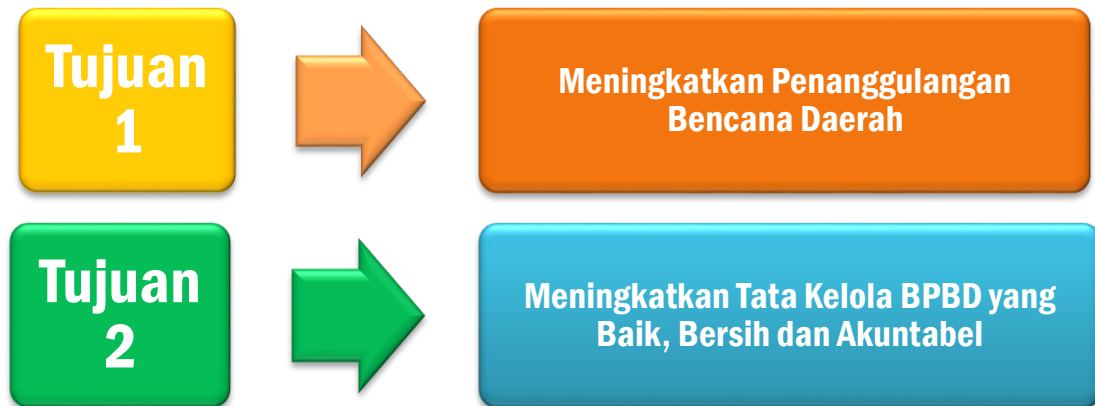 Tujuan
1
Meningkatkan Penanggulangan
Bencana Daerah
Tujuan
2
Meningkatkan Tata Kelola BPBD yang
Baik, Bersih dan Akuntabel